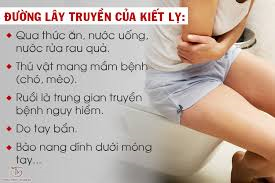 ĐƯỜNG LÂY TRUYỀN CỦA KIẾT LỴ:
• Qua thức ăn, nước uống,
nước rửa rau quả.
• Thú vật mang mầm bệnh
(chó, mèo).
• Ruồi là trung gian truyền
bệnh nguy hiểm.
• Do tay bẩn.
• Bào nang dính dưới móng
tay...